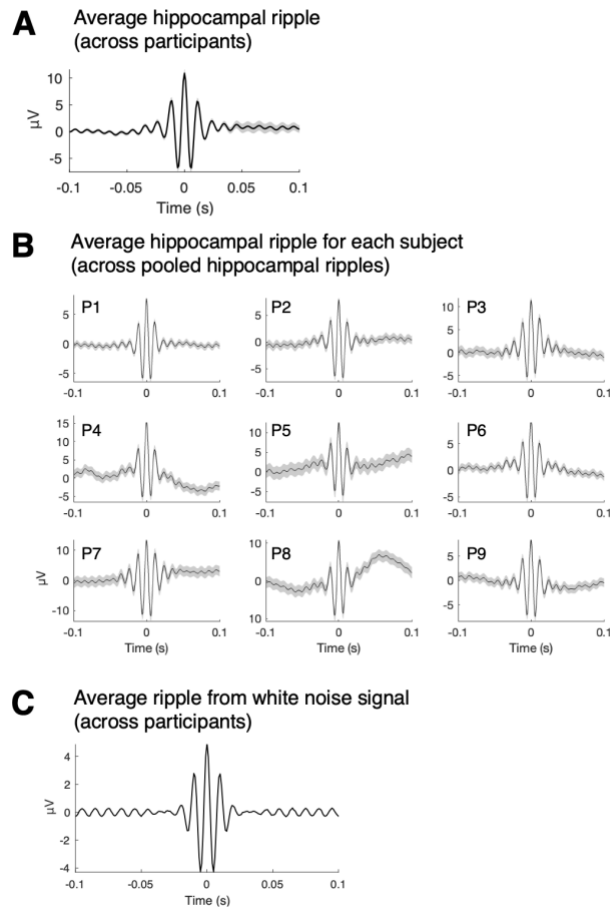 A
Average hippocampal ripple
(across participants)
10
5
0
-5
μV
-0.1 -0.05 0 0.05 0.1
Time (s)
B
Average hippocampal ripple for each subject
(across pooled hippocampal ripples)
P1 P2 P3
5 5 10
0 0 5
-5 -5 0
-5
-0.1 0 0.1 -0.1 0 0.1 -0.1 0 0.1
P4 P5 P6
15 10 5
10 5 0
5 0 -5
0 -5
-5
-0.1 0 0.1 -0.1 0 0.1 -0.1 0 0.1
P7 P8 P9
10 10 5
0 0 0
-10 10 -5
μV
-0.1 0 0.1 -0.1 0 0.1 -0.1 0 0.1
Time (s) Time (s) Time (s)
C
Average ripple from white noise signal
(across participants)
4
2
0
-2
-4
μV
-0.1 -0.05 0 0.05 0.1
Time (s)